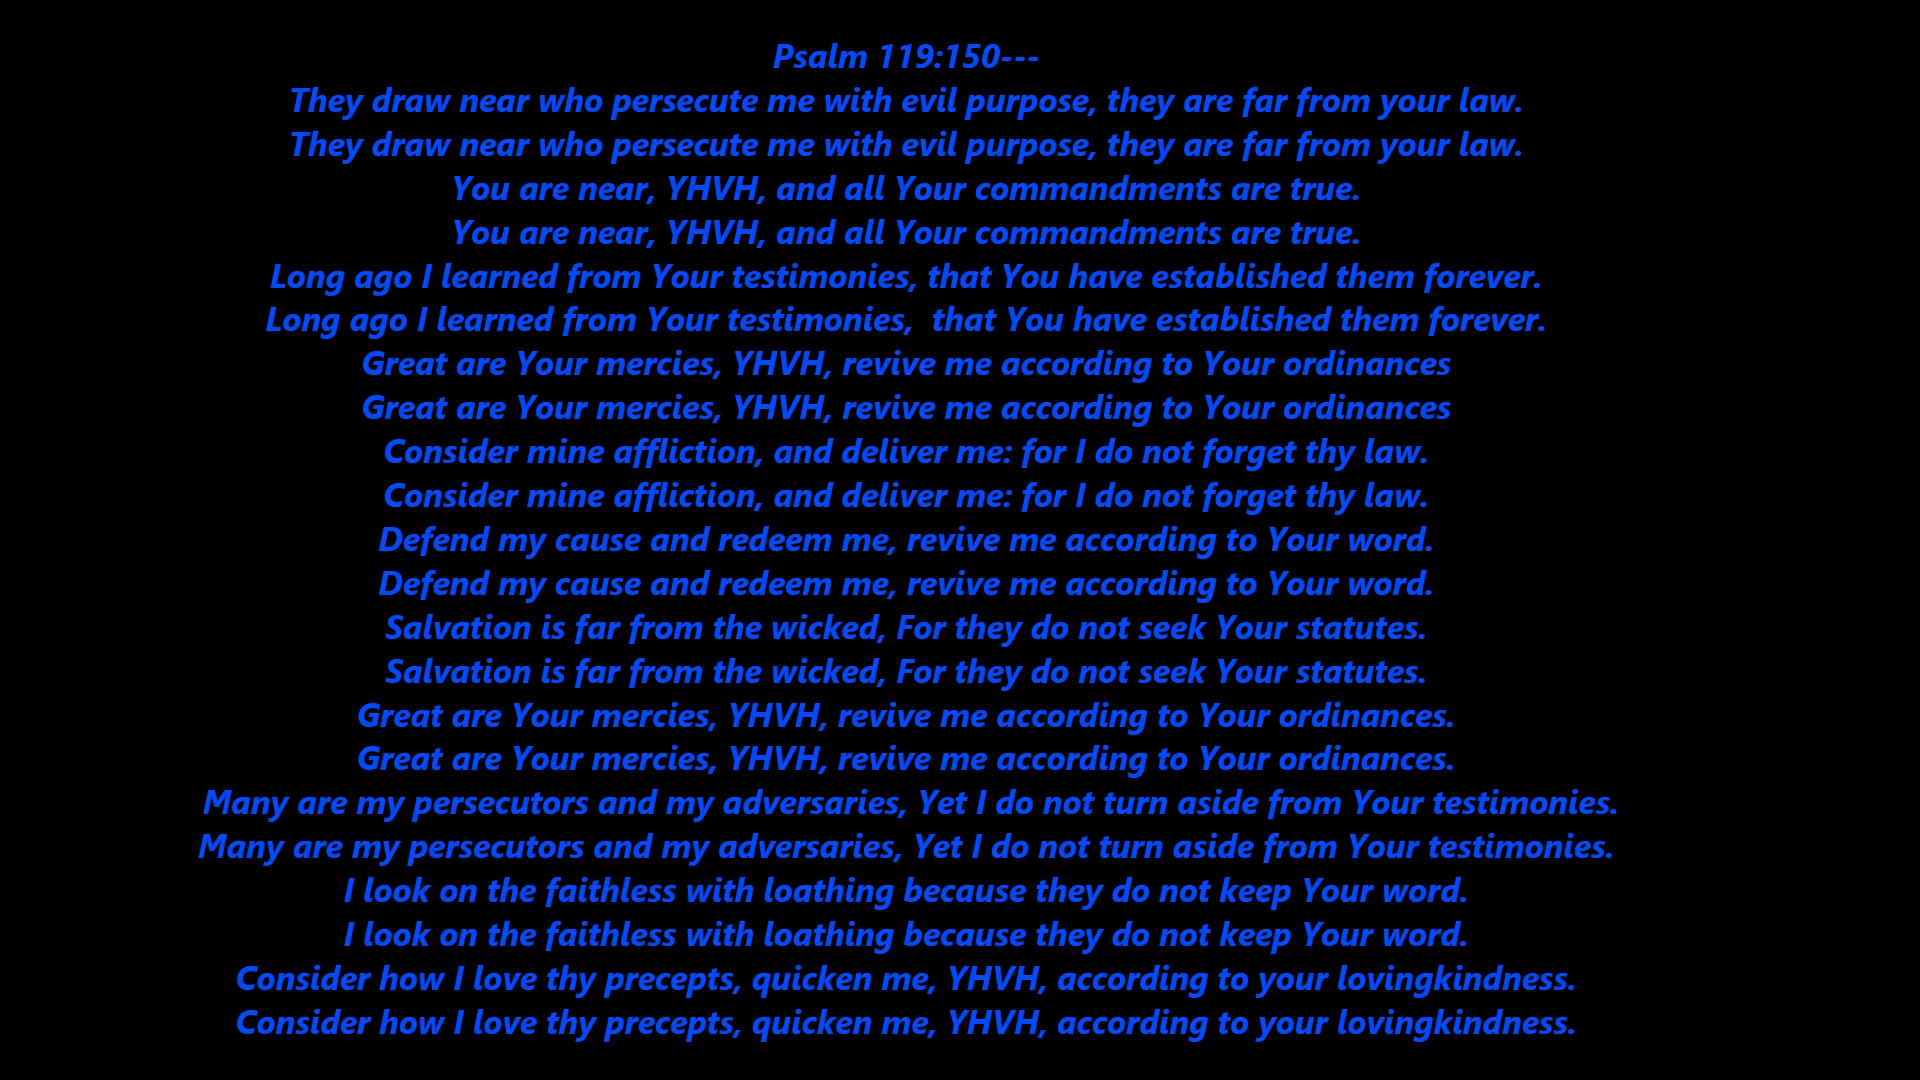 Psalm 119:150---
They draw near who persecute me with evil purpose, they are far from your law.
They draw near who persecute me with evil purpose, they are far from your law.
You are near, YHVH, and all Your commandments are true.
You are near, YHVH, and all Your commandments are true.
Long ago I learned from Your testimonies, that You have established them forever.
Long ago I learned from Your testimonies,  that You have established them forever.
Great are Your mercies, YHVH, revive me according to Your ordinances
Great are Your mercies, YHVH, revive me according to Your ordinances
Consider mine affliction, and deliver me: for I do not forget thy law.
Consider mine affliction, and deliver me: for I do not forget thy law.
Defend my cause and redeem me, revive me according to Your word.
Defend my cause and redeem me, revive me according to Your word.
Salvation is far from the wicked, For they do not seek Your statutes.
Salvation is far from the wicked, For they do not seek Your statutes.
Great are Your mercies, YHVH, revive me according to Your ordinances.
Great are Your mercies, YHVH, revive me according to Your ordinances.
Many are my persecutors and my adversaries, Yet I do not turn aside from Your testimonies.
Many are my persecutors and my adversaries, Yet I do not turn aside from Your testimonies.
I look on the faithless with loathing because they do not keep Your word.
I look on the faithless with loathing because they do not keep Your word.
Consider how I love thy precepts, quicken me, YHVH, according to your lovingkindness.
Consider how I love thy precepts, quicken me, YHVH, according to your lovingkindness.